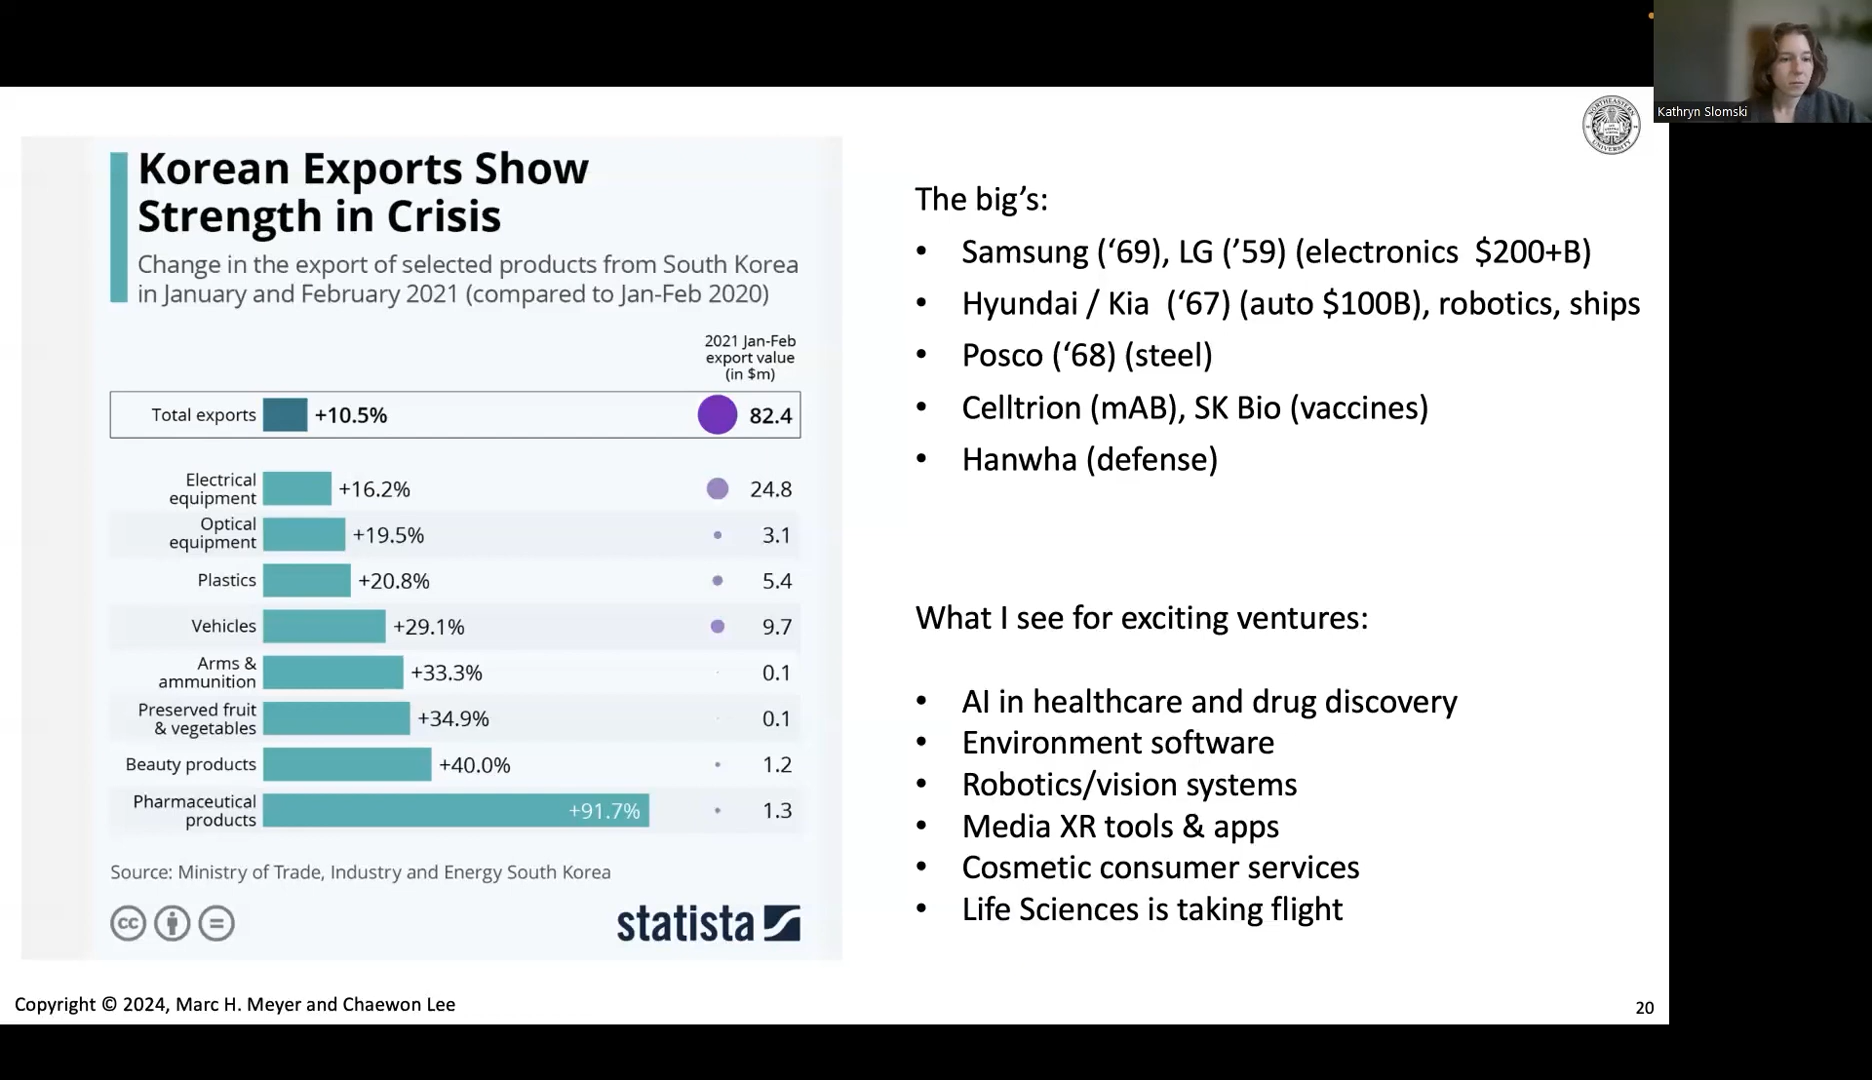 Kathryn Slomski
NORTHEASTERN
UNIVERSITY
Korean Exports Show
Strength in Crisis
Change in the export of selected products from South Korea
in January and February 2021 (compared to Jan-Feb 2020)
2021 Jan-Feb
export value
(in $m)
Total exports +10.5% 82.4
Electrical
equipment +16.2% 24.8
Optical
equipment +19.5% 3.1
Plastics +20.8% 5.4
Vehicles +29.1% 9.7
Arms &
ammunition +33.3% 0.1
Preserved fruit
& vegetables +34.9% 0.1
Beauty products +40.0% 1.2
Pharmaceutical
products +91.7% 1.3
Source: Ministry of Trade, Industry and Energy South Korea
cc
statista
The big’s:
• Samsung (‘69), LG (’59) (electronics $200+B)
• Hyundai / Kia (‘67) (auto $100B), robotics, ships
• Posco (‘68) (steel)
• Celltrion (mAB), SK Bio (vaccines)
• Hanwha (defense)
What I see for exciting ventures:
• AI in healthcare and drug discovery
• Environment software
• Robotics/vision systems
• Media XR tools & apps
• Cosmetic consumer services
• Life Sciences is taking flight
Copyright © 2024, Marc H. Meyer and Chaewon Lee
20